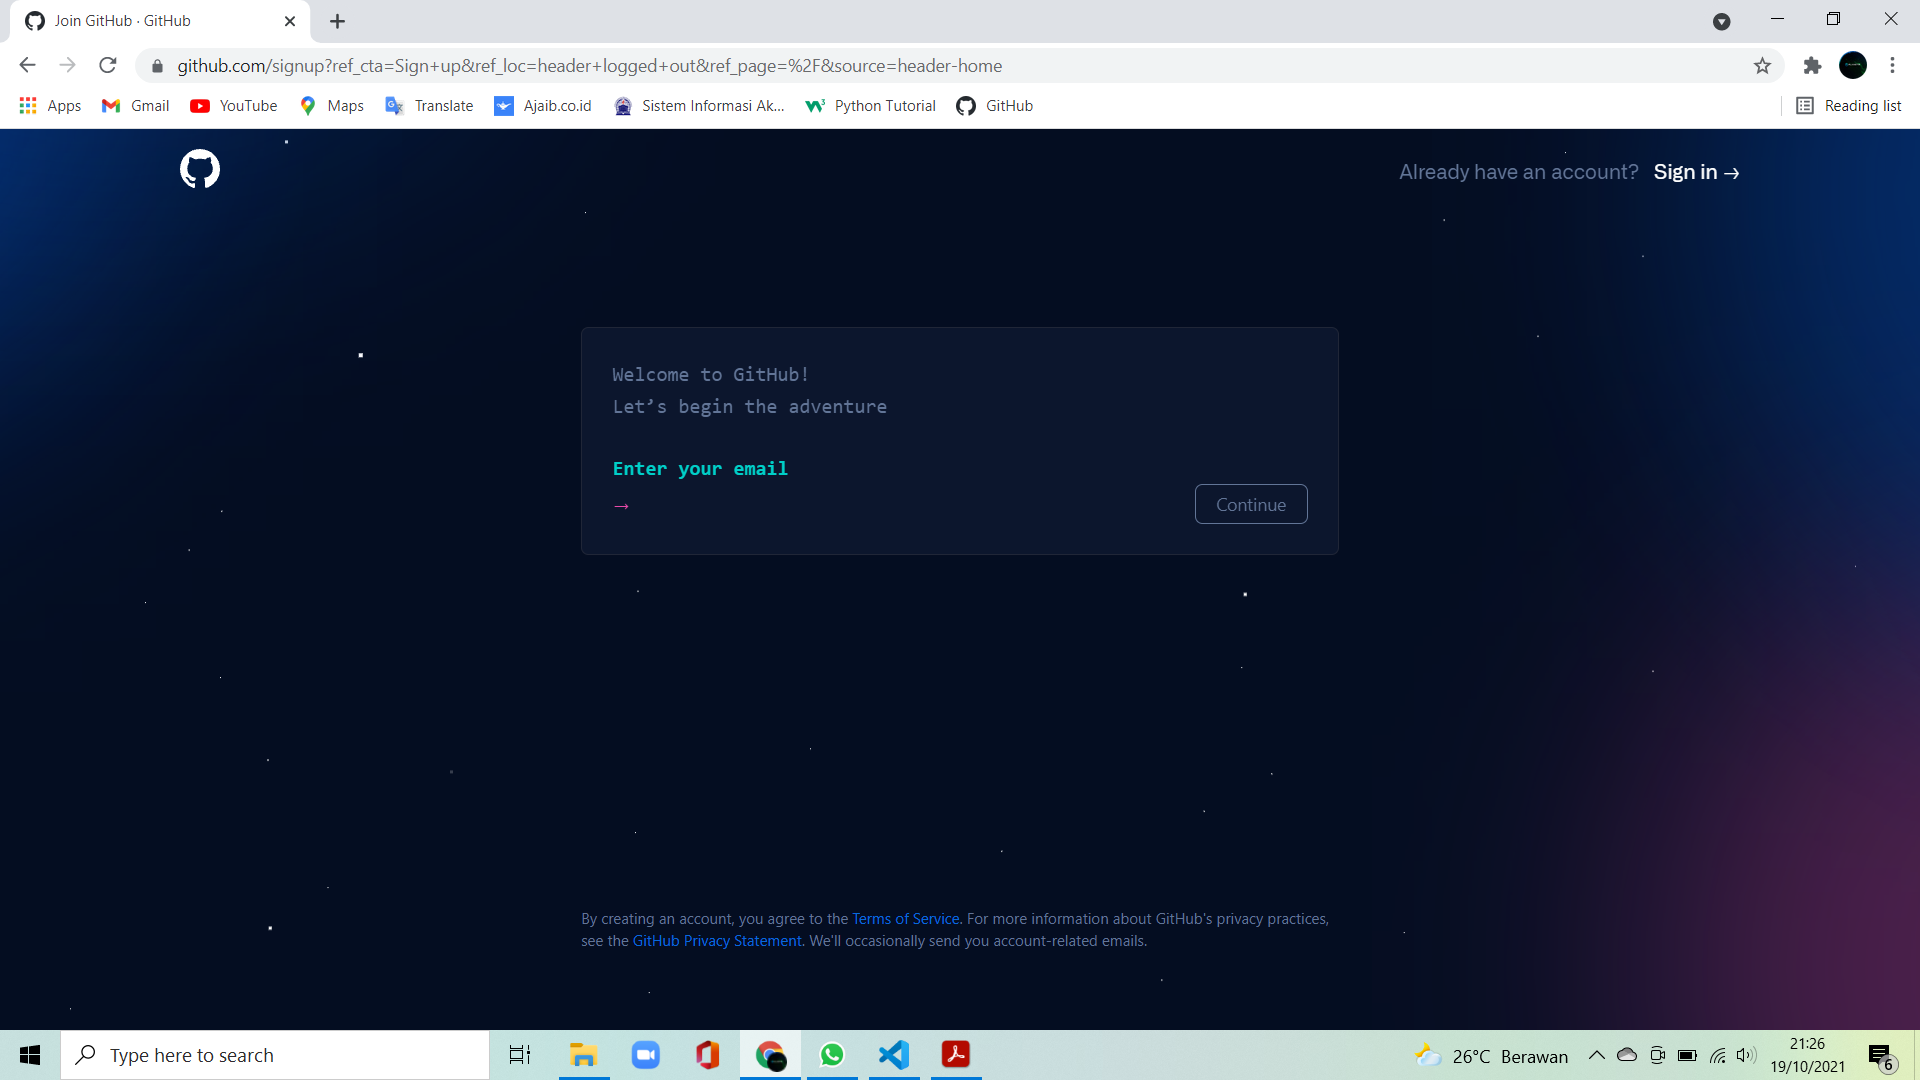 Join GitHub · GitHub
github.com/signup?ref_cta=Sign+up&ref_loc=header+logged+out&ref_page=%2F&source=header-home
Apps Gmail YouTube Maps Translate Ajaib.co.id Sistem Informasi Ak... Python Tutorial GitHub Reading list
Already have an account? Sign in →
Welcome to GitHub!
Let’s begin the adventure
Enter your email
→ Continue
By creating an account, you agree to the Terms of Service. For more information about GitHub's privacy practices,
see the GitHub Privacy Statement. We'll occasionally send you account-related emails.
Type here to search
26°C Berawan
21:26
19/10/2021
6